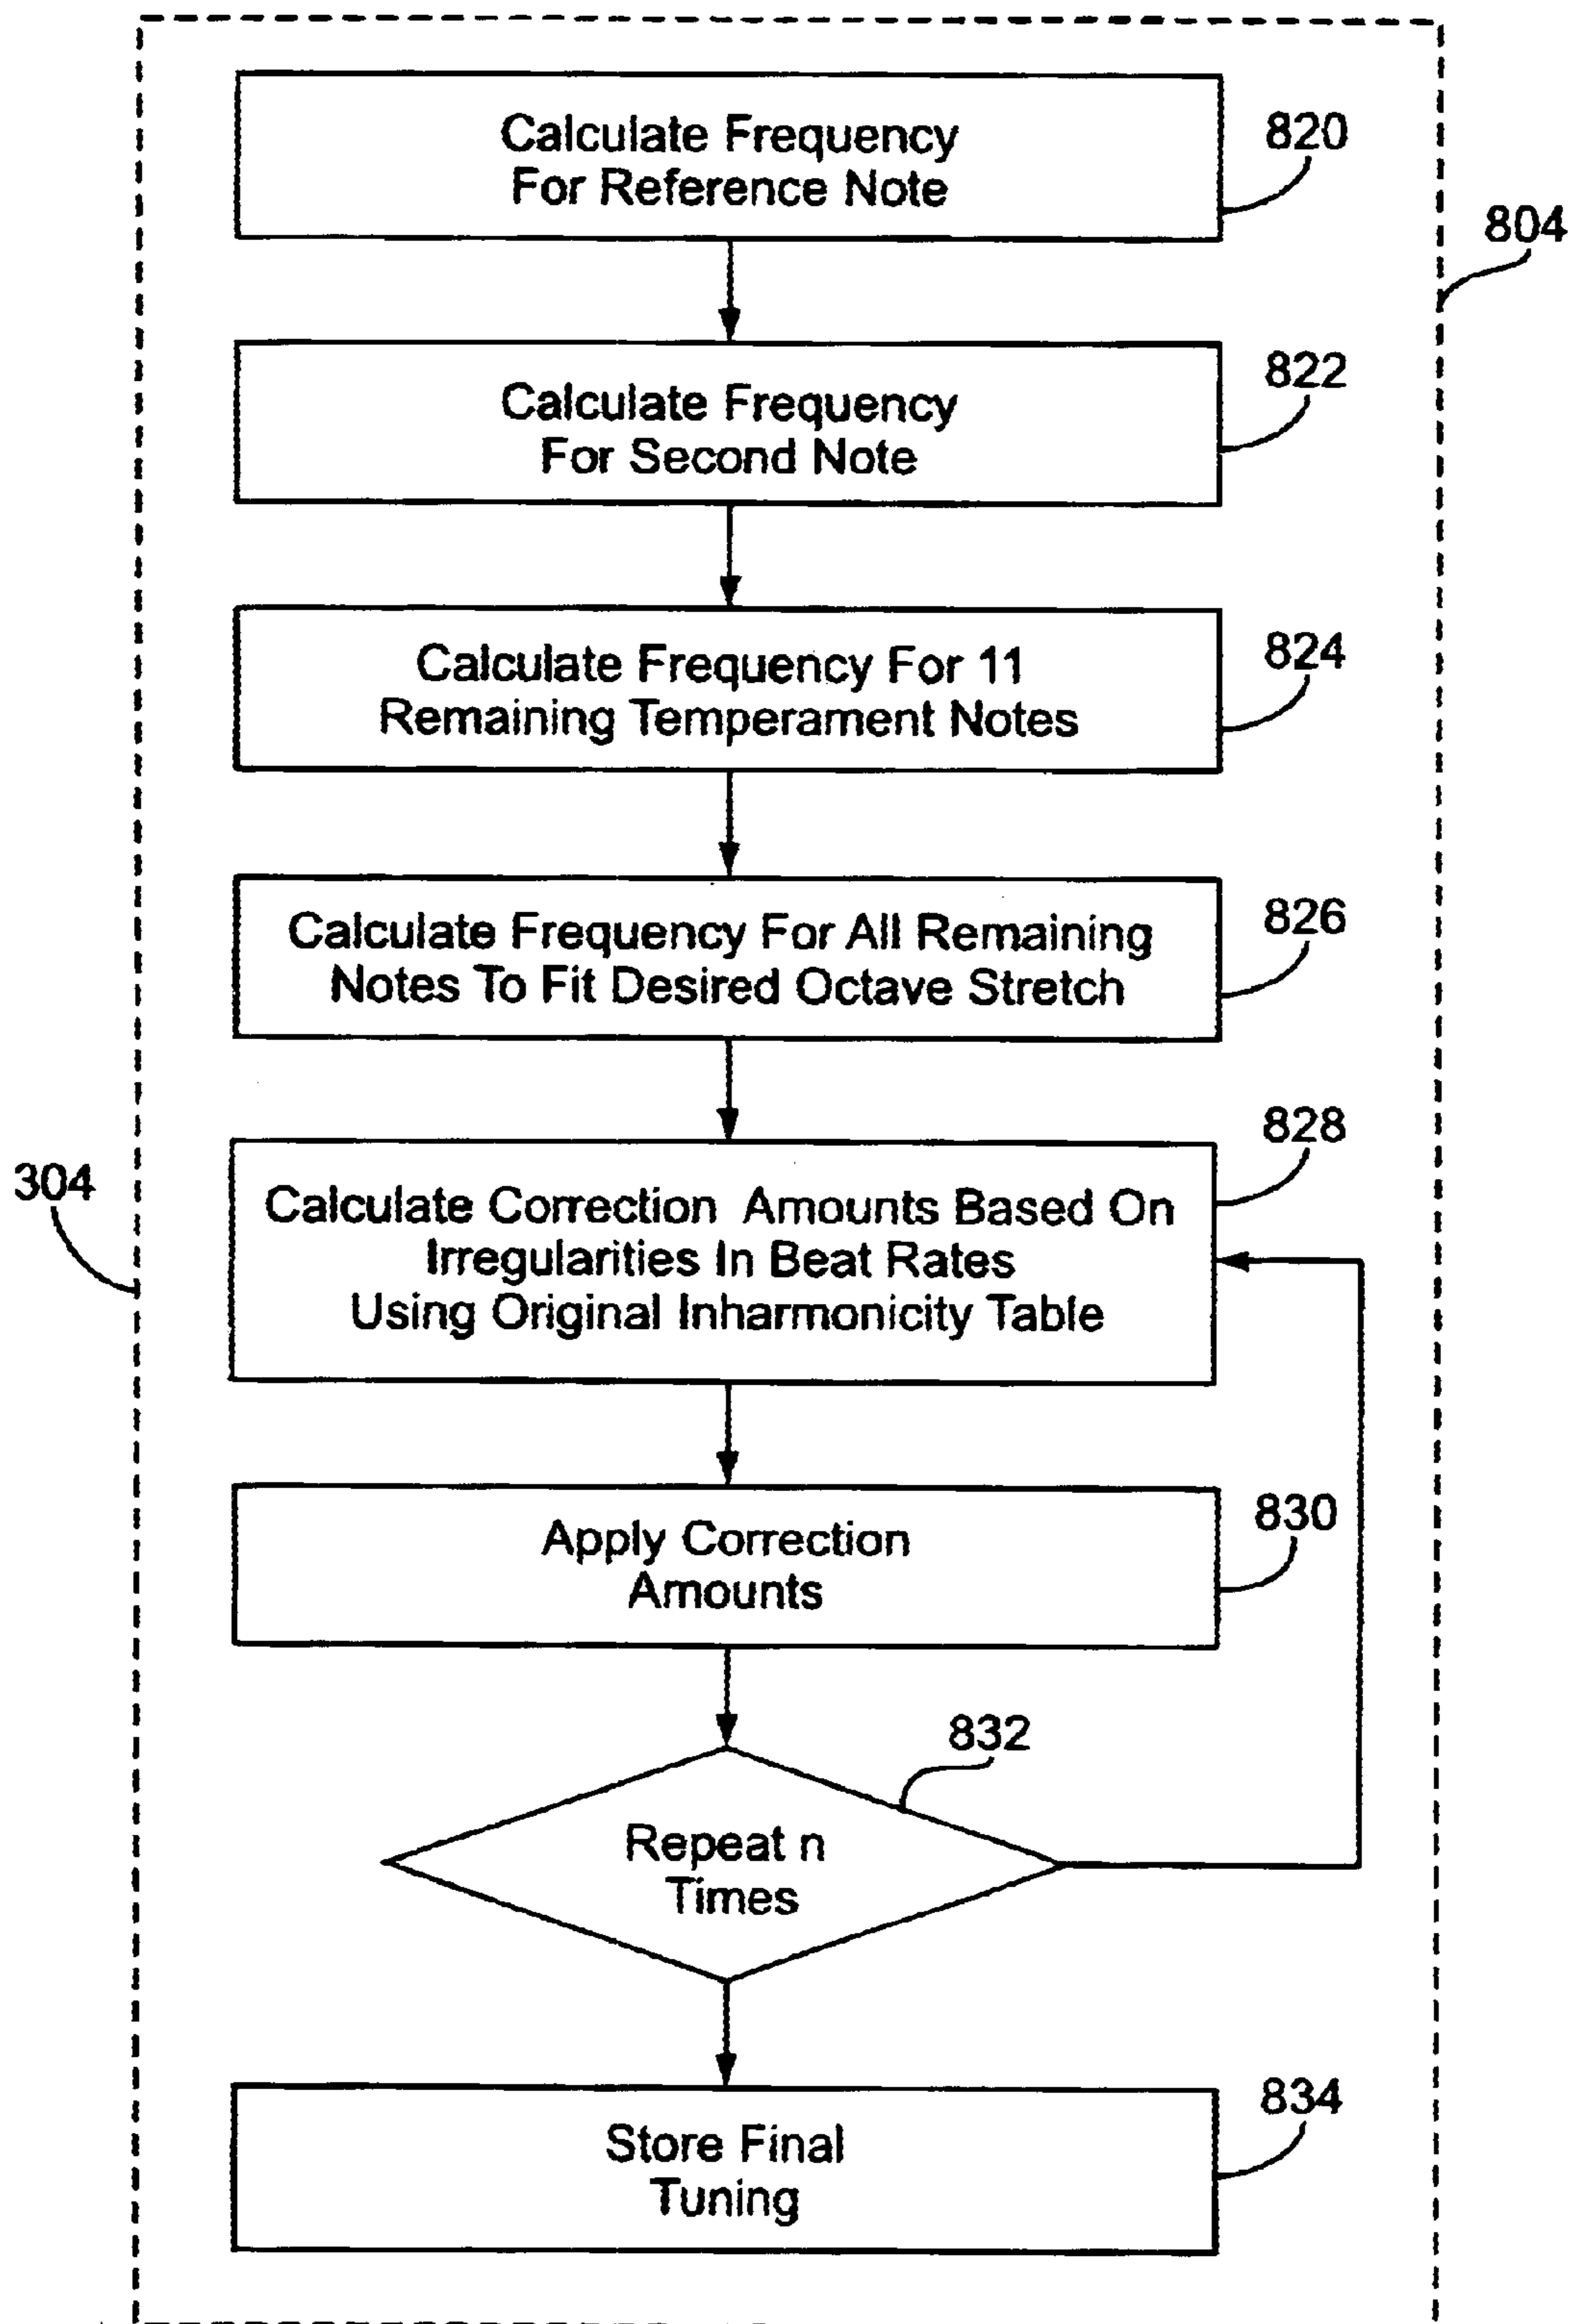 Calculate Frequency
For Reference Note
820
804
Calculate Frequency
For Second Note
822
Calculate Frequency For 11
Remaining Temperament Notes
824
Calculate Frequency For All Remaining
Notes To Fit Desired Octave Stretch
826
304
Calculate Correction Amounts Based On
Irregularities In Beat Rates
Using Original Inharmonicity Table
828
Apply Correction
Amounts
830
Repeat n
Times
832
Store Final
Tuning
834